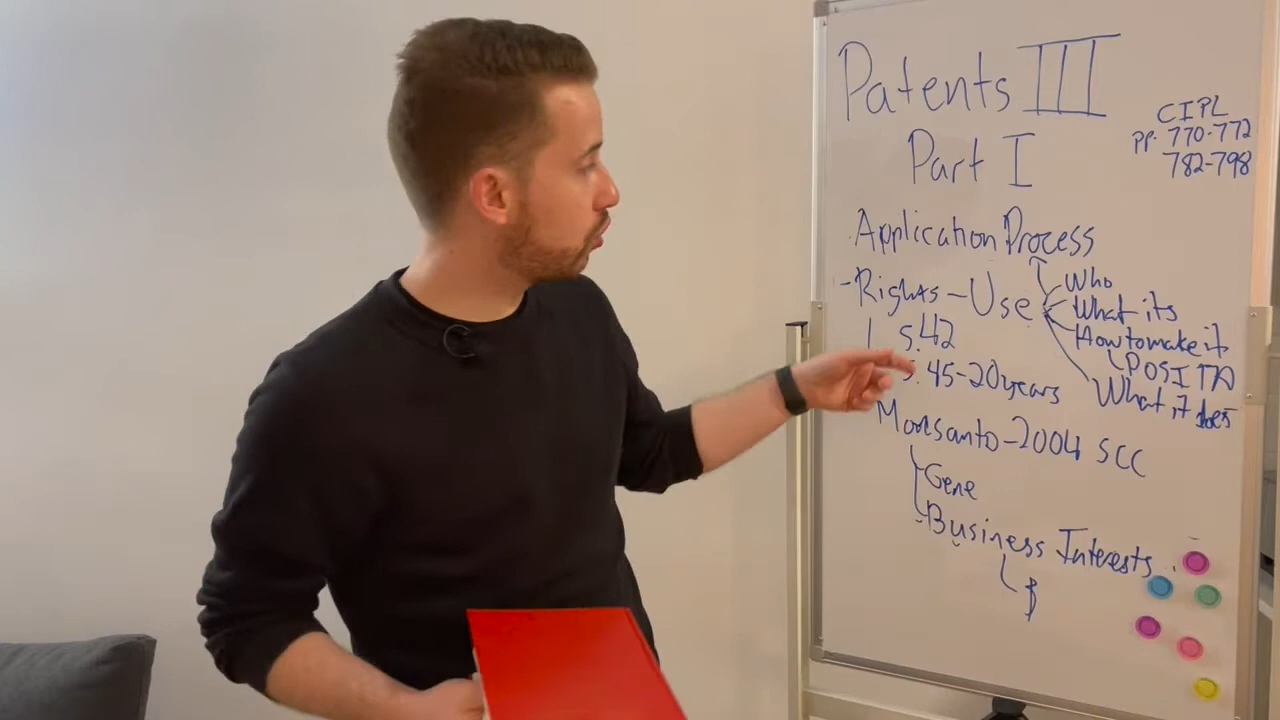 Patents III
Part I
CIPL
PP. 770-772
782-798
Application Process
- Rights - Use
Who
What its
How to make it
POSITA
What it does
S.42
S.45-20 years
Monsanto - 2004 SCC
Gene
Business Interests
$